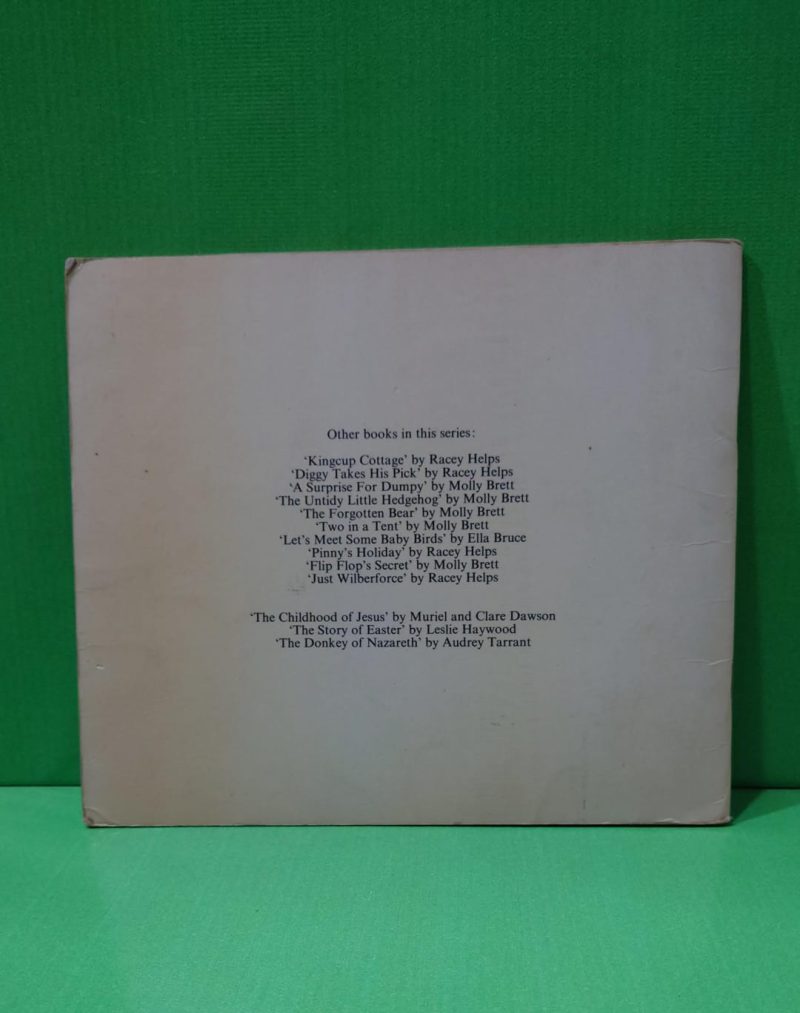 Other books in this series:
‘Kingcup Cottage’ by Racey Helps
‘Diggy Takes His Pick’ by Racey Helps
‘A Surprise For Dumpy’ by Molly Brett
‘The Untidy Little Hedgehog’ by Molly Brett
‘The Forgotten Bear’ by Molly Brett
‘Two in a Tent’ by Molly Brett
‘Let’s Meet Some Baby Birds’ by Ella Bruce
‘Pinny’s Holiday’ by Racey Helps
‘Flip Flop’s Secret’ by Molly Brett
‘Just Wilberforce’ by Racey Helps
‘The Childhood of Jesus’ by Muriel and Clare Dawson
‘The Story of Easter’ by Leslie Haywood
‘The Donkey of Nazareth’ by Audrey Tarrant